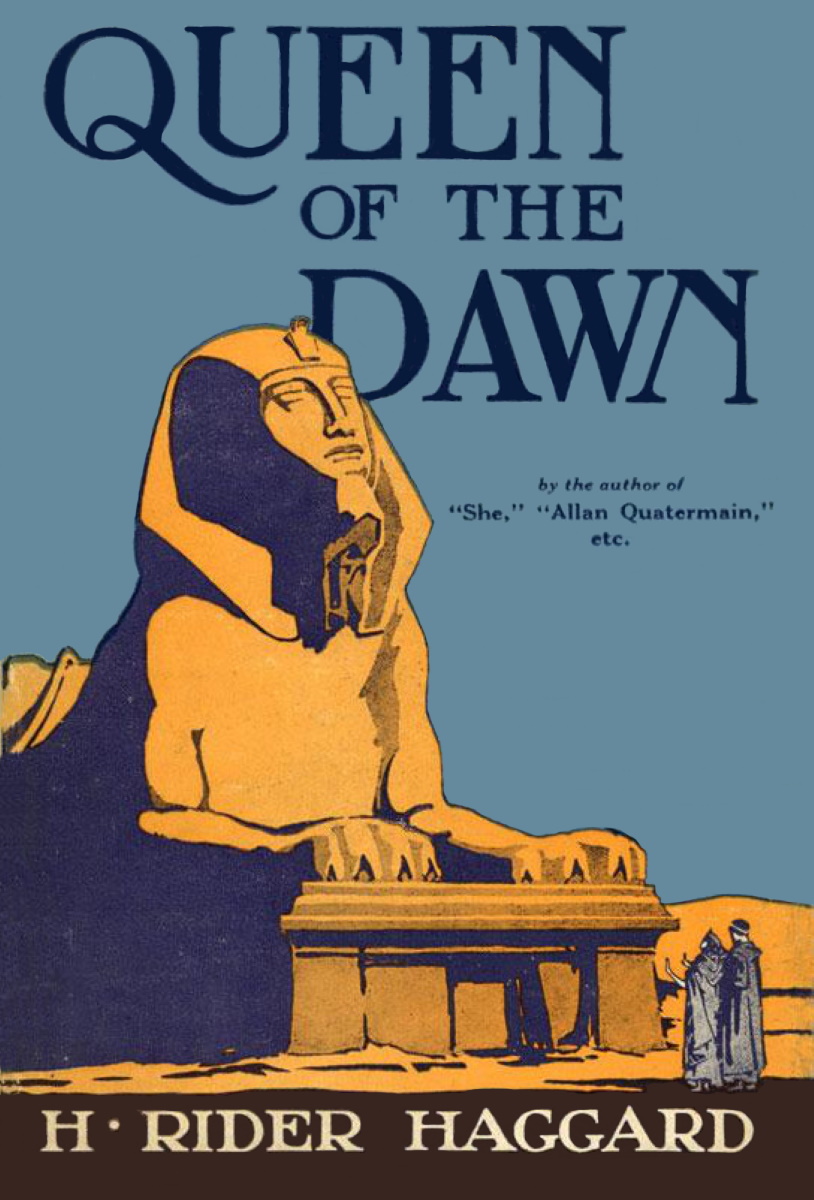 QUEEN
OF THE
DAWN
by the author of
“She,” “Allan Quatermain,”
etc.
H·RIDER HAGGARD